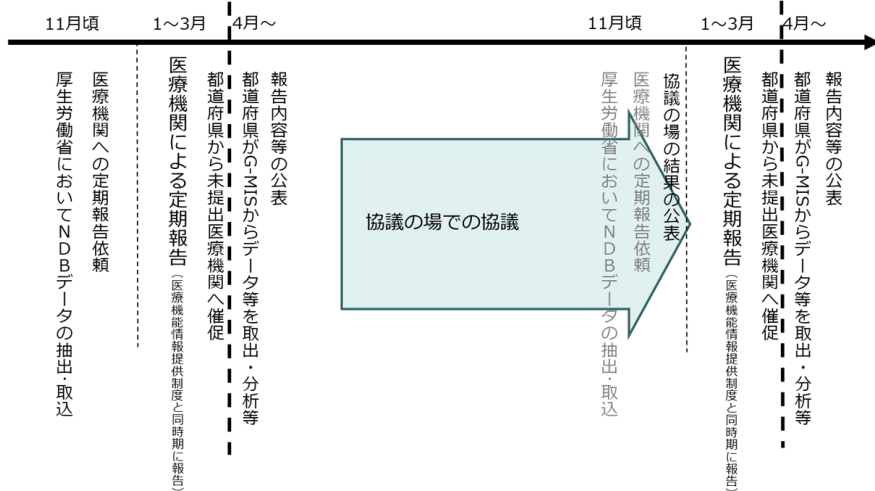 11月頃
1～3月
4月～
11月頃
1～3月
4月～
厚生労働省においてNDBデータの抽出・取込
医療機関への定期報告依頼
医療機関による定期報告（医療機能情報提供制度と同時期に報告）
都道府県から未提出医療機関へ催促
都道府県がG-MISからデータ等を取出・分析等
報告内容等の公表
協議の場での協議
厚生労働省においてNDBデータの抽出・取込
医療機関への定期報告依頼
協議の場の結果の公表
医療機関による定期報告（医療機能情報提供制度と同時期に報告）
都道府県から未提出医療機関へ催促
都道府県がG-MISからデータ等を取出・分析等
報告内容等の公表